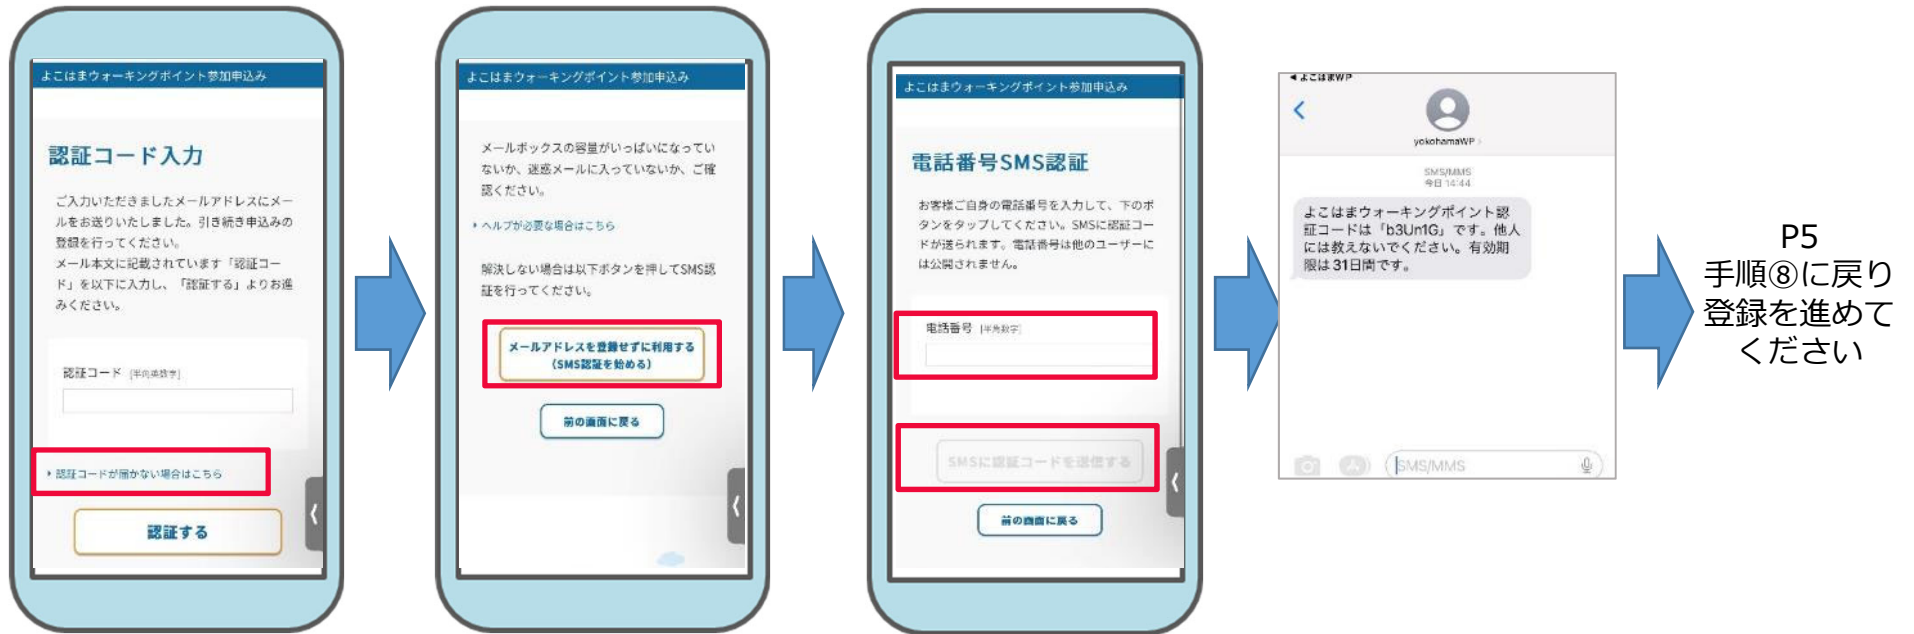 よこはまウォーキングポイント参加申込み
認証コード入力
ご入力いただきましたメールアドレスにメー
ルをお送りいたしました。引き続き申込みの
登録を行ってください。
メール本文に記載されています「認証コー
ド」を以下に入力し、「認証する」よりお進
みください。
認証コード [半角英数字]
認証コードが届かない場合はこちら
認証する
よこはまウォーキングポイント参加申込み
メールボックスの容量がいっぱいになってい
ないか、迷惑メールに入っていないか、ご確
認ください。
ヘルプが必要な場合はこちら
解決しない場合は以下ボタンを押してSMS認
証を行ってください。
メールアドレスを登録せずに利用する
(SMS認証を始める)
前の画面に戻る
よこはまウォーキングポイント参加申込み
電話番号SMS認証
お客様ご自身の電話番号を入力して、下のボ
タンをタップしてください。SMSに認証コー
ドが送られます。電話番号は他のユーザーに
は公開されません。
電話番号 [半角数字]
SMSに認証コードを送信する
前の画面に戻る
よこはまWP
yokohamaWP
SMS/MMS
今日 14:44
よこはまウォーキングポイント認
証コードは「b3Un1G」です。他人
には教えないでください。有効期
限は31日間です。
SMS/MMS
P5
手順⑧に戻り
登録を進めて
ください